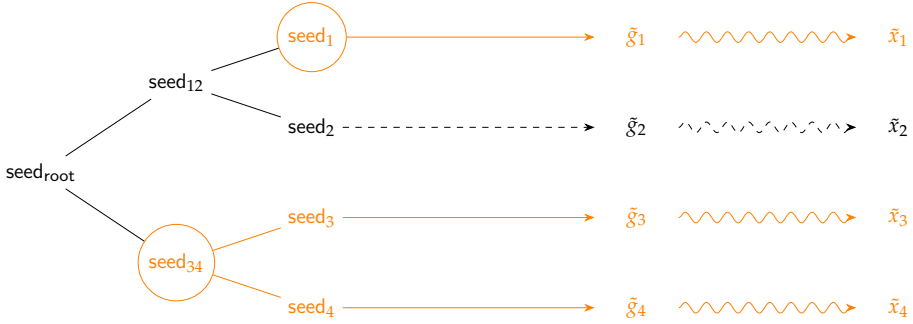 seed₁ g̃₁ x̃₁
seed₁₂
seed₂ g̃₂ x̃₂
seed_root
seed₃ g̃₃ x̃₃
seed₃₄
seed₄ g̃₄ x̃₄